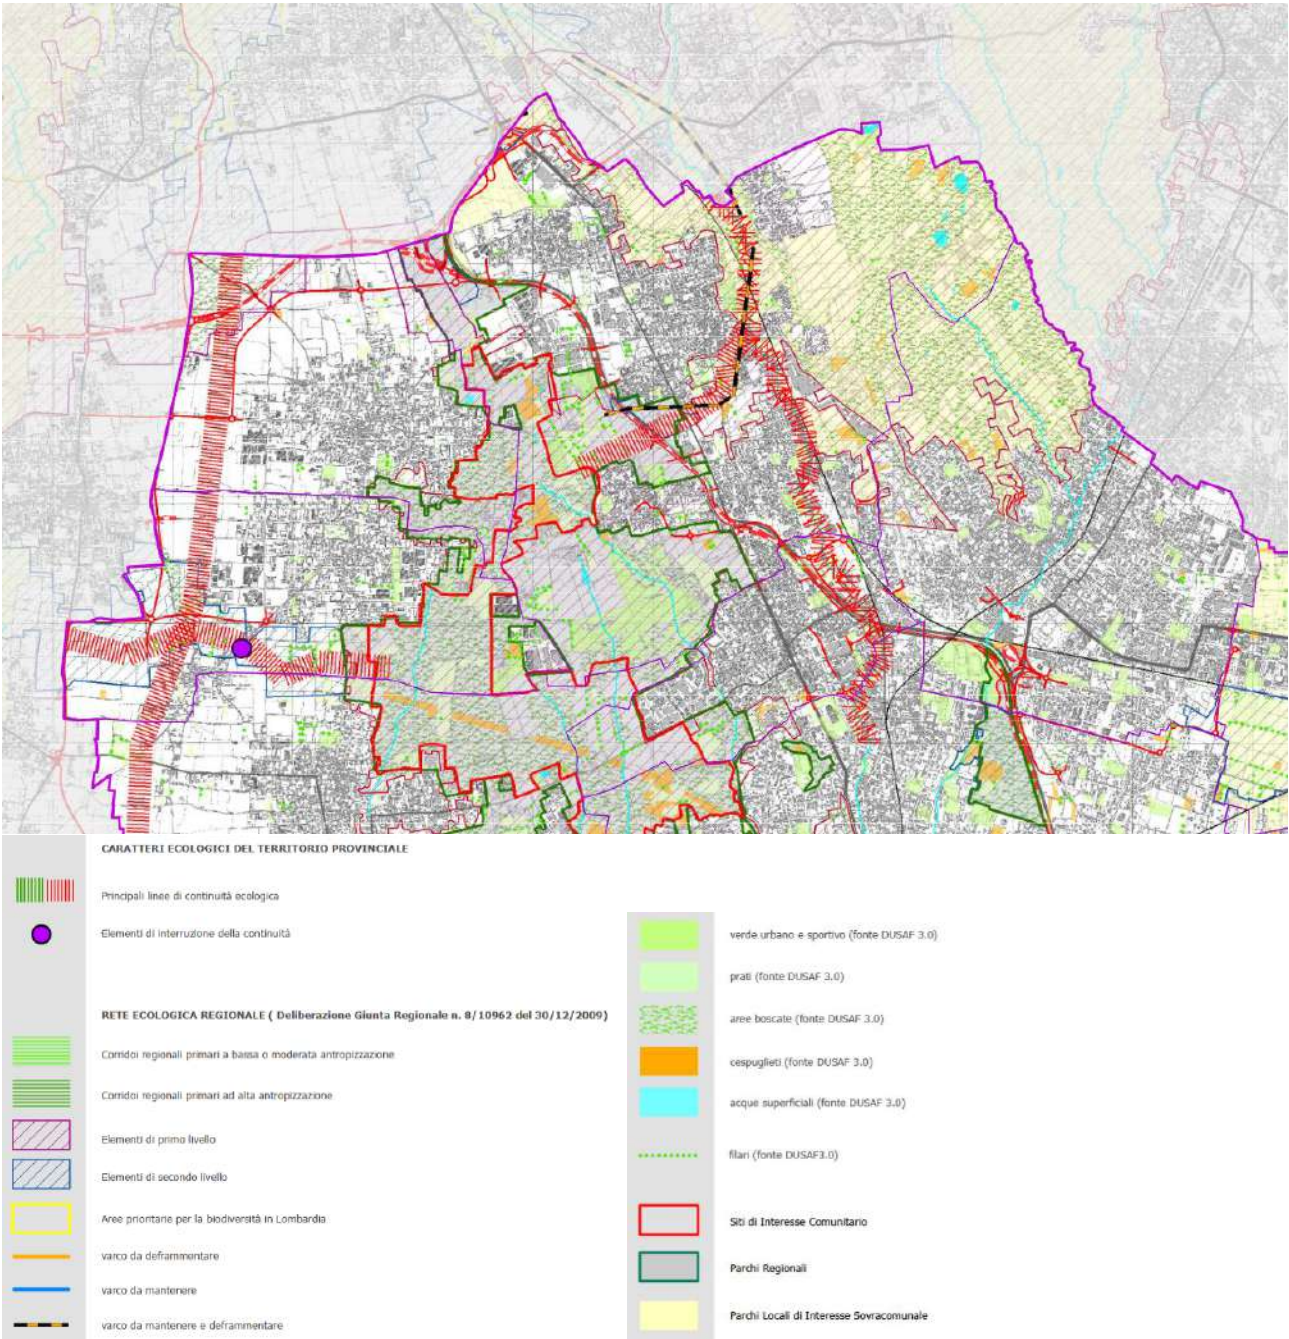 CARATTERI ECOLOGICI DEL TERRITORIO PROVINCIALE
Principali linee di continuità ecologica
Elementi di interruzione della continuità
RETE ECOLOGICA REGIONALE ( Deliberazione Giunta Regionale n. 8/10962 del 30/12/2009)
Corridoi regionali primari a bassa o moderata antropizzazione
Corridoi regionali primari ad alta antropizzazione
Elementi di primo livello
Elementi di secondo livello
Aree prioritarie per la biodiversità in Lombardia
varco da deframmentare
varco da mantenere
varco da mantenere e deframmentare
verde urbano e sportivo (fonte DUSAF 3.0)
prati (fonte DUSAF 3.0)
aree boscate (fonte DUSAF 3.0)
cespuglieti (fonte DUSAF 3.0)
acque superficiali (fonte DUSAF 3.0)
filari (fonte DUSAF3.0)
Siti di Interesse Comunitario
Parchi Regionali
Parchi Locali di Interesse Sovracomunale